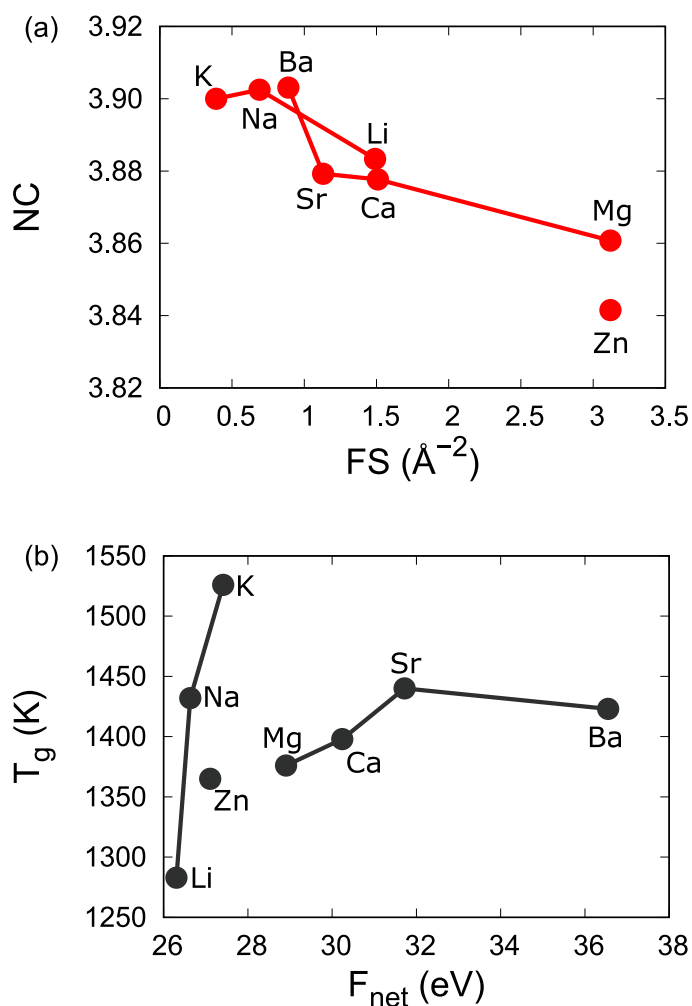 (a)
3.92
3.90
3.88
3.86
3.84
3.82
NC
K
Na
Ba
Sr
Li
Ca
Mg
Zn
0 0.5 1 1.5 2 2.5 3 3.5
FS (Å⁻²)
(b)
1550
1500
1450
1400
1350
1300
1250
T_g (K)
K
Na
Sr
Mg
Ca
Ba
Zn
Li
26 28 30 32 34 36 38
F_net (eV)